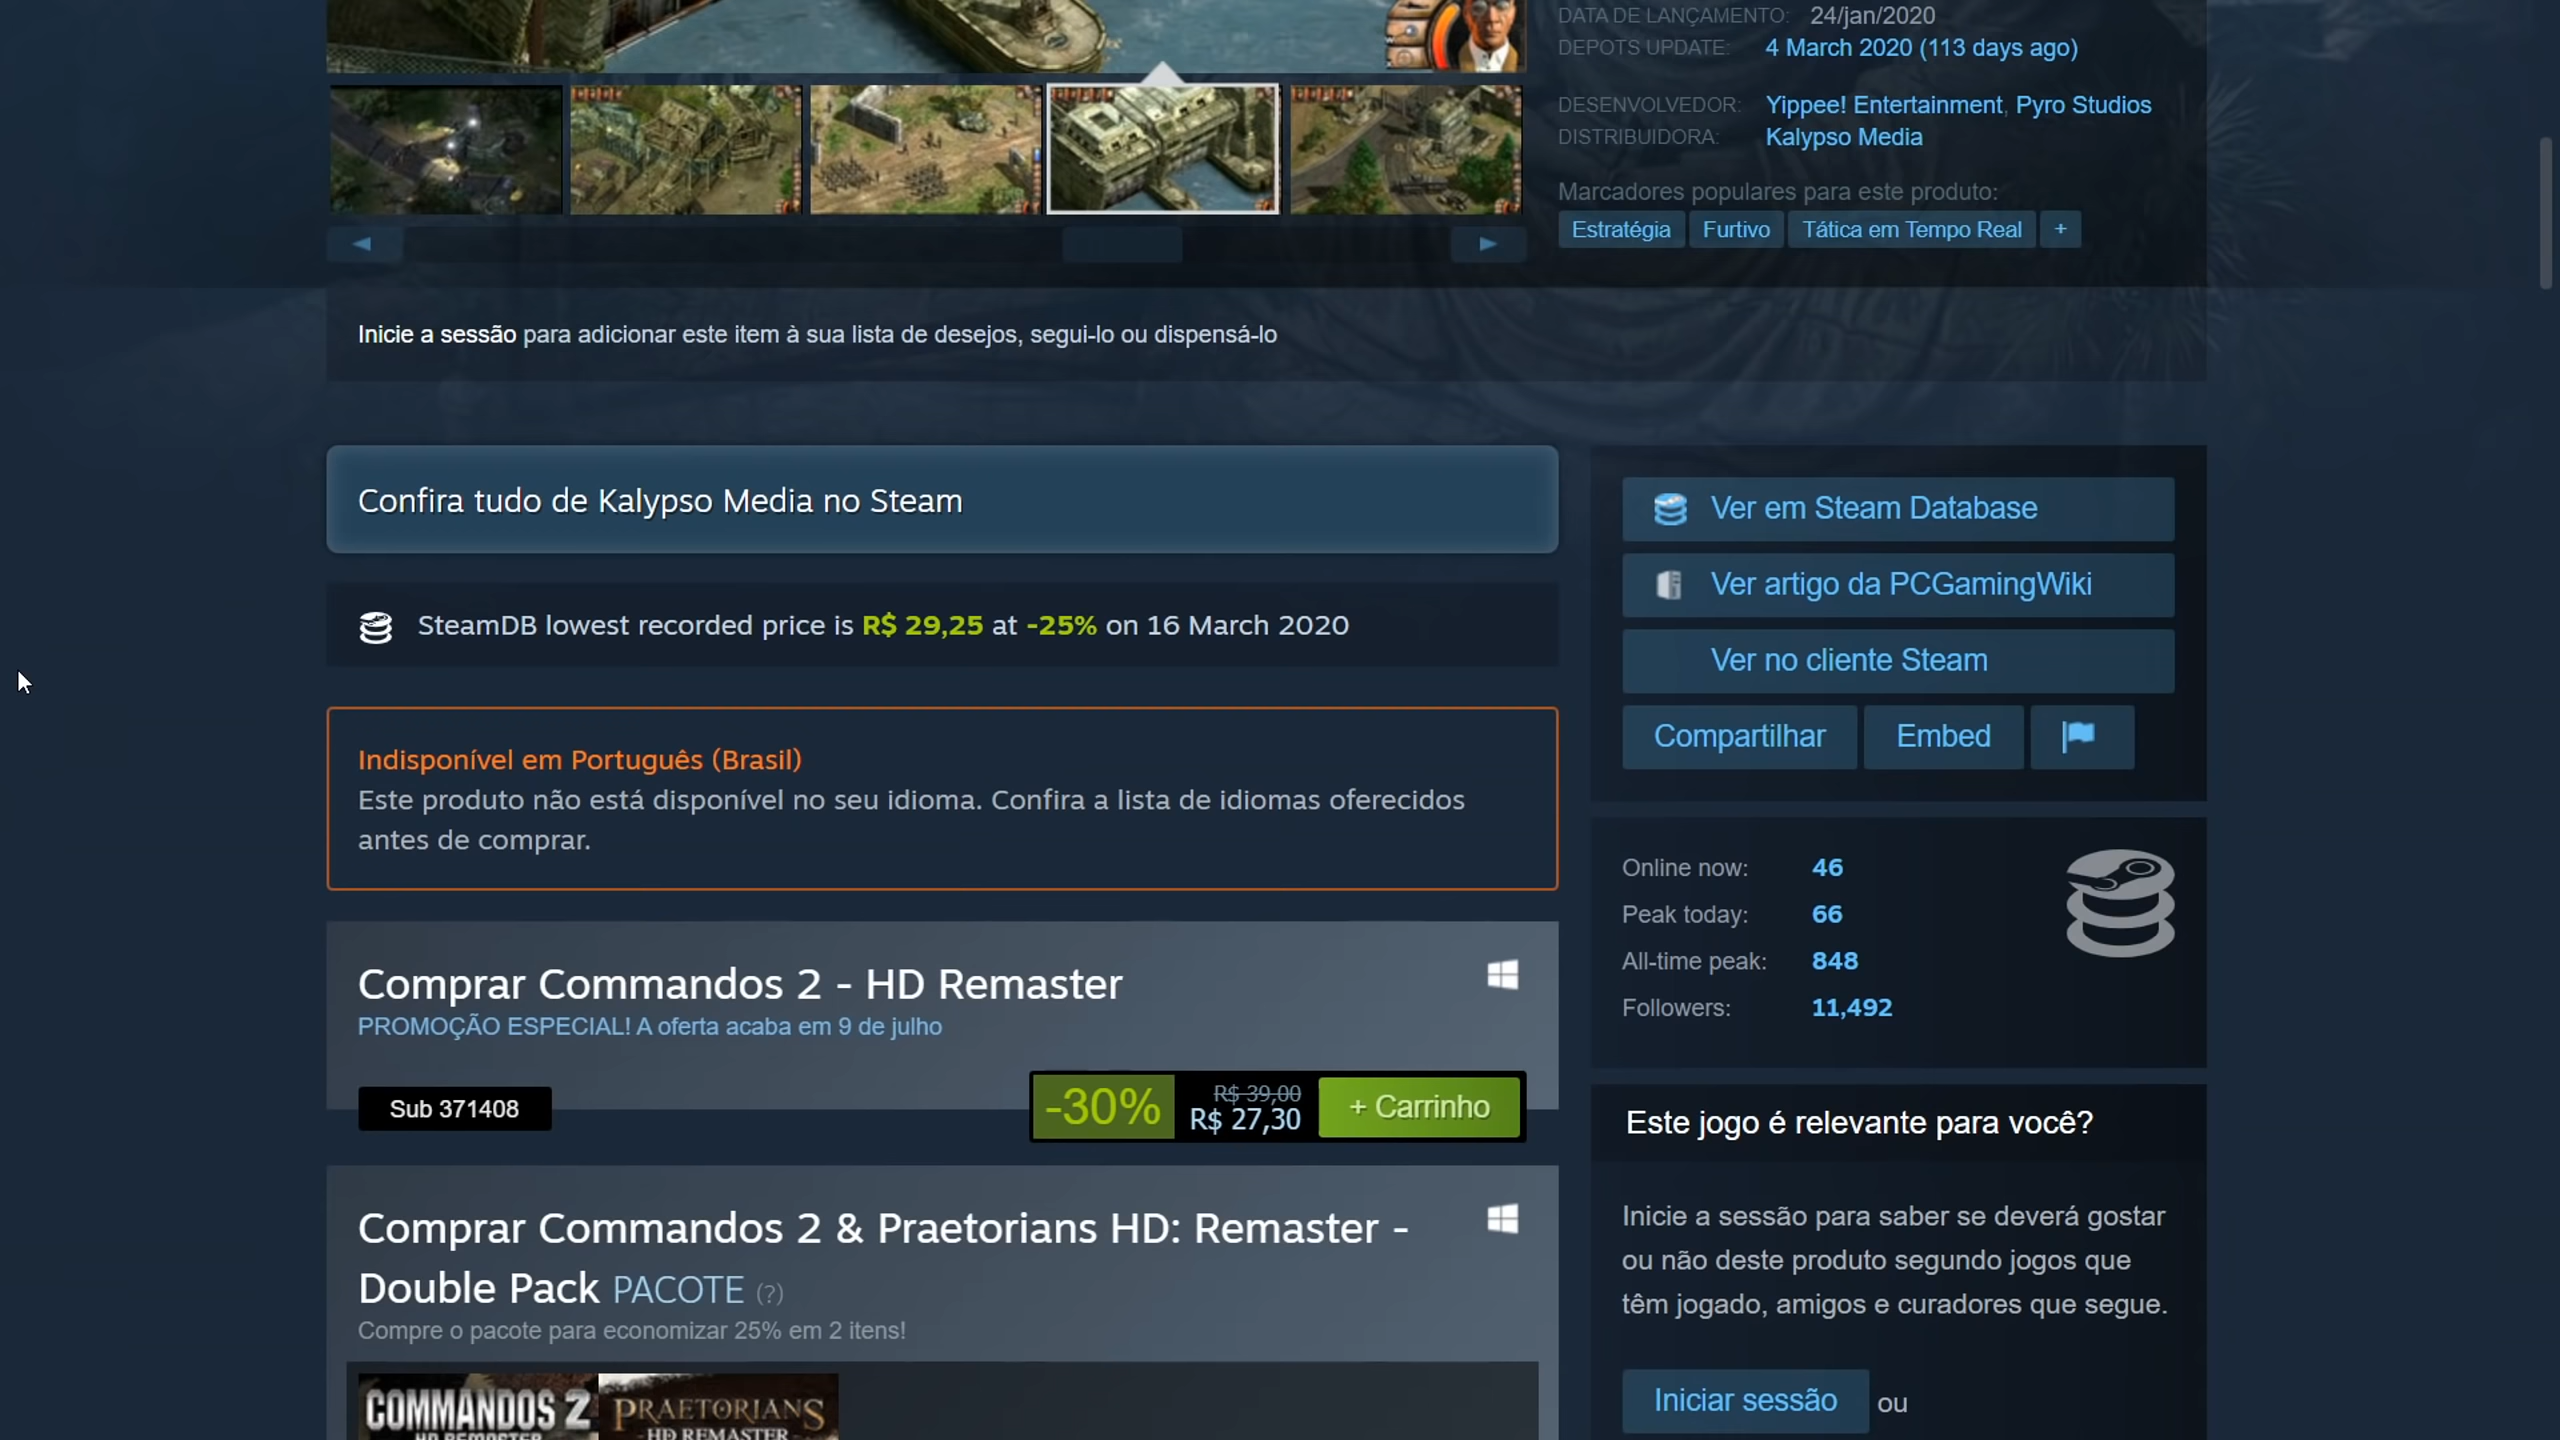 DATA DE LANÇAMENTO: 24/jan/2020
DEPOTS UPDATE: 4 March 2020 (113 days ago)
DESENVOLVEDOR: Yippee! Entertainment, Pyro Studios
DISTRIBUIDORA: Kalypso Media
Marcadores populares para este produto:
Estratégia Furtivo Tática em Tempo Real +
Inicie a sessão para adicionar este item à sua lista de desejos, segui-lo ou dispensá-lo
Confira tudo de Kalypso Media no Steam
SteamDB lowest recorded price is R$ 29,25 at -25% on 16 March 2020
Indisponível em Português (Brasil)
Este produto não está disponível no seu idioma. Confira a lista de idiomas oferecidos
antes de comprar.
Comprar Commandos 2 - HD Remaster
PROMOÇÃO ESPECIAL! A oferta acaba em 9 de julho
Sub 371408
-30% R$ 39,00
R$ 27,30
+ Carrinho
Comprar Commandos 2 & Praetorians HD: Remaster -
Double Pack PACOTE (?)
Compre o pacote para economizar 25% em 2 itens!
COMMANDOS 2
HD REMASTER
PRAETORIANS
HD REMASTER
Ver em Steam Database
Ver artigo da PCGamingWiki
Ver no cliente Steam
Compartilhar Embed
Online now: 46
Peak today: 66
All-time peak: 848
Followers: 11,492
Este jogo é relevante para você?
Inicie a sessão para saber se deverá gostar
ou não deste produto segundo jogos que
têm jogado, amigos e curadores que segue.
Iniciar sessão ou